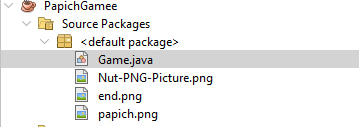 PapichGamee
Source Packages
<default package>
Game.java
Nut-PNG-Picture.png
end.png
papich.png